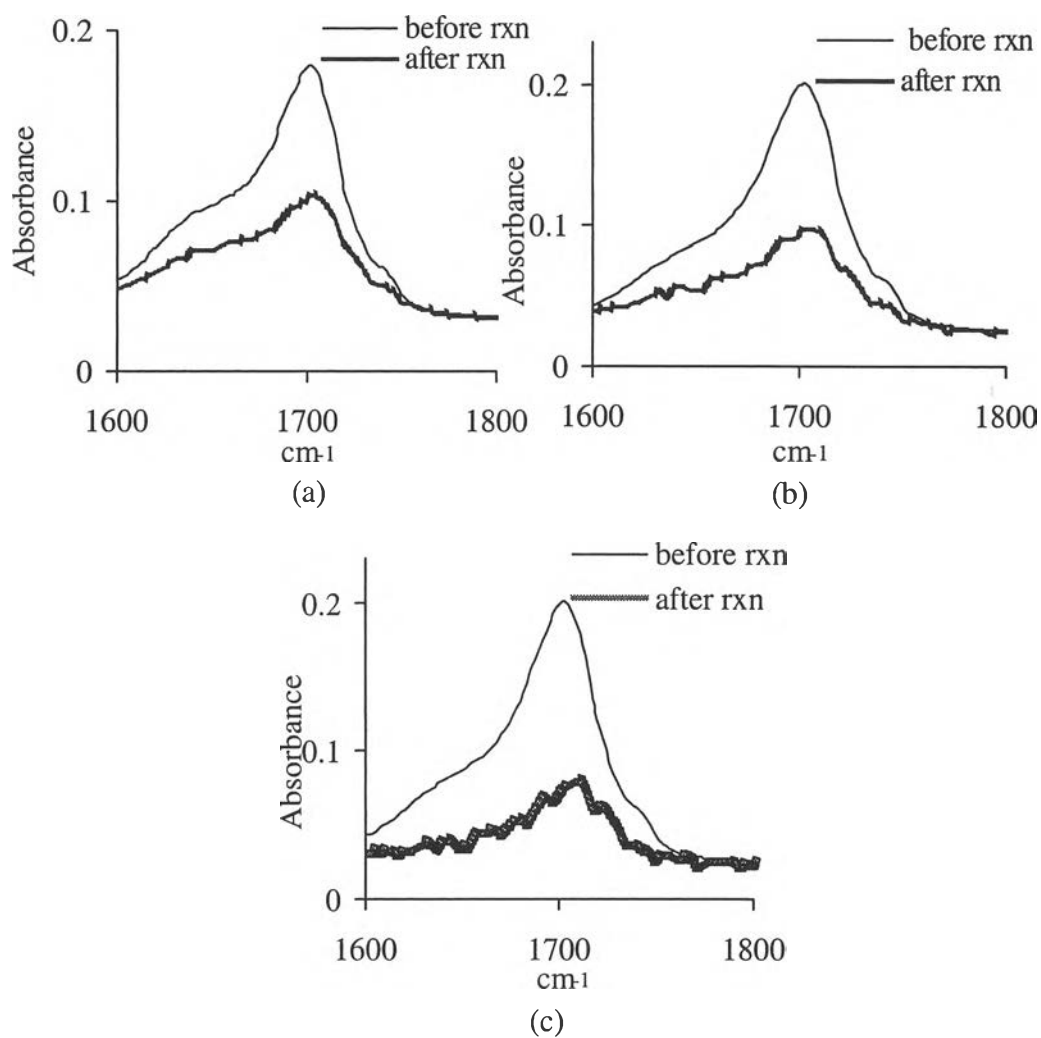 before rxn
after rxn
0.2
0.1
0
Absorbance
1600 1700 1800
cm-1
(a)
before rxn
after rxn
0.2
0.1
0
Absorbance
1600 1700 1800
cm-1
(b)
before rxn
after rxn
0.2
0.1
0
Absorbance
1600 1700 1800
cm-1
(c)